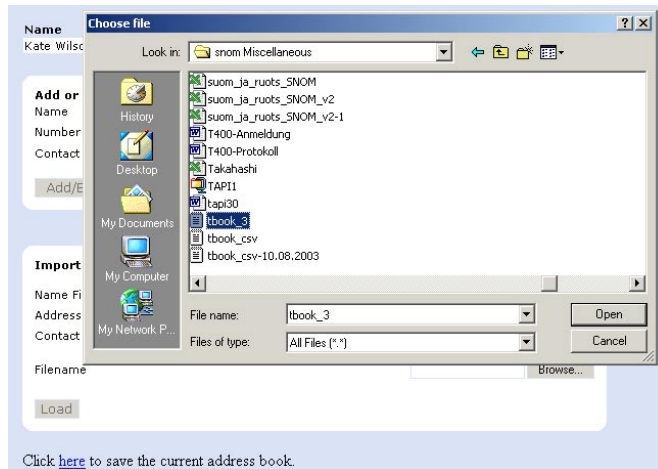 Name
Kate Wilso
Choose file
Look in:
snom Miscellaneous
History
Desktop
My Documents
My Computer
My Network P...
suom_ja_ruots_SNOM
suom_ja_ruots_SNOM_v2
suom_ja_ruots_SNOM_v2-1
T400-Anmeldung
T400-Protokoll
Takahashi
TAPI1
tapi30
tbook_3
tbook_csv
tbook_csv-10.08.2003
File name:
tbook_3
Open
Files of type:
All Files (*.*)
Cancel
Add or
Name
Number
Contact
Add/E
Import
Name Fi
Address
Contact
Filename
Browse...
Load
Click here to save the current address book.